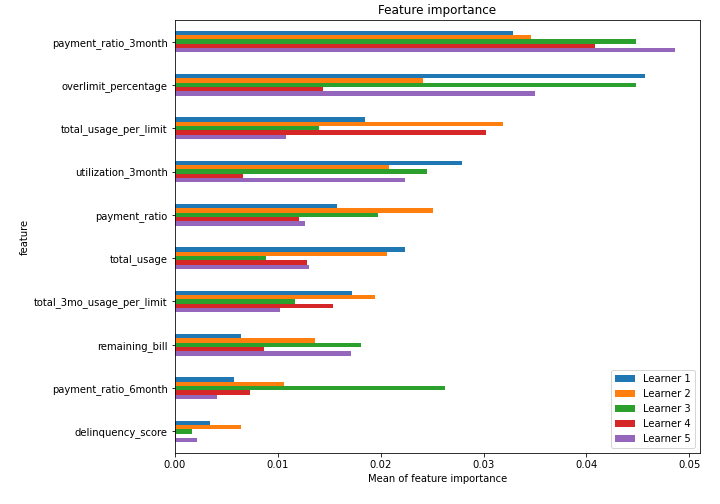 Feature importance
payment_ratio_3month
overlimit_percentage
total_usage_per_limit
utilization_3month
payment_ratio
total_usage
total_3mo_usage_per_limit
remaining_bill
payment_ratio_6month
delinquency_score
feature
Learner 1
Learner 2
Learner 3
Learner 4
Learner 5
0.00 0.01 0.02 0.03 0.04 0.05
Mean of feature importance